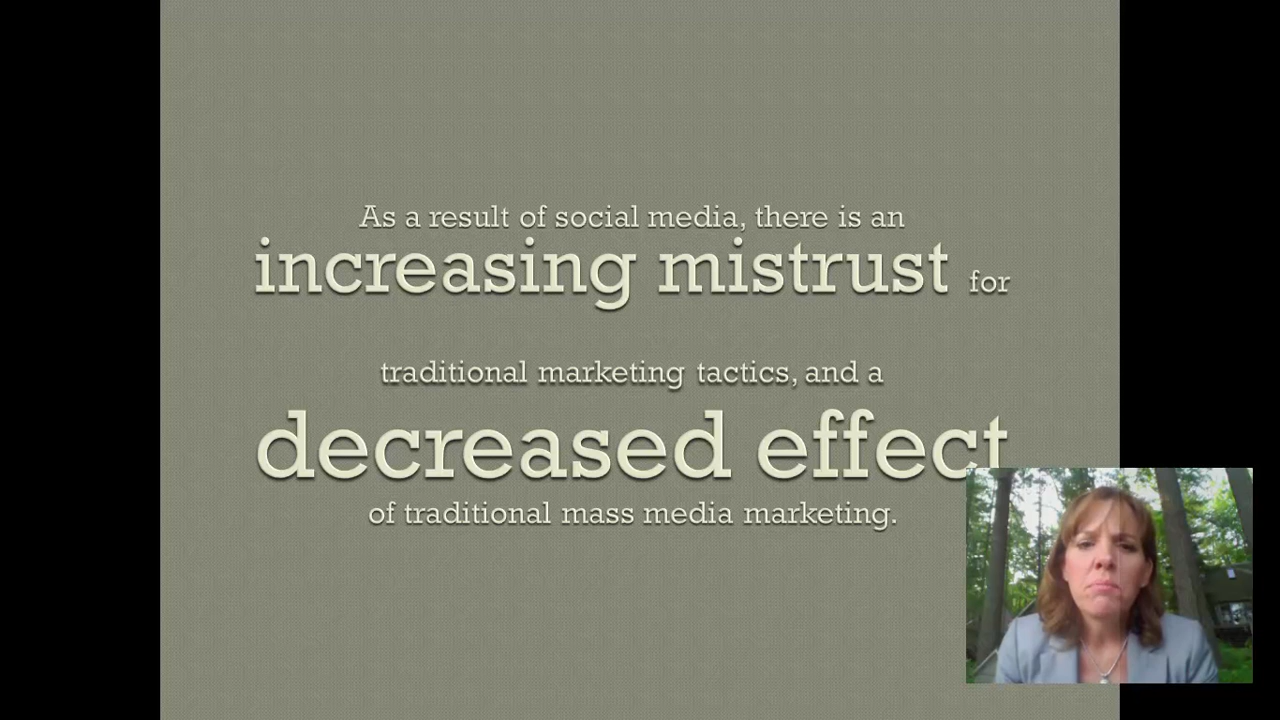 As a result of social media, there is an
increasing mistrust for
traditional marketing tactics, and a
decreased effect
of traditional mass media marketing.